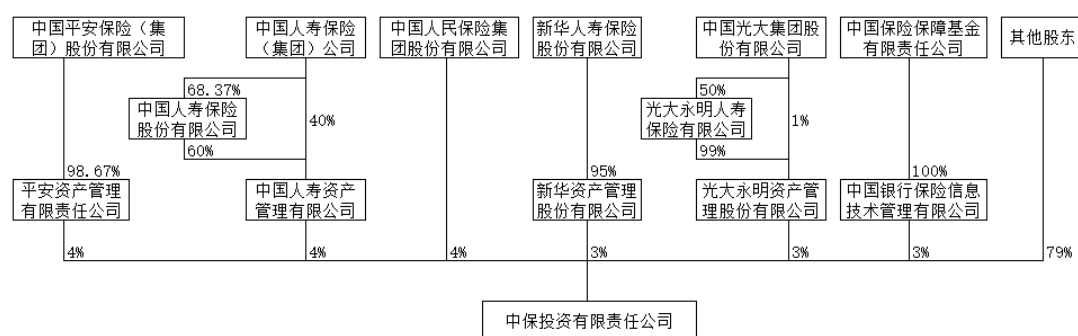 中国平安保险（集
团）股份有限公司
中国人寿保险
（集团）公司
中国人民保险集
团股份有限公司
新华人寿保险
股份有限公司
中国光大集团股
份有限公司
中国保险保障基金
有限责任公司
其他股东
68.37%
中国人寿保险
股份有限公司
60%
40%
50%
光大永明人寿
保险有限公司
99%
1%
98.67%
平安资产管理
有限责任公司
中国人寿资产
管理有限公司
95%
新华资产管理
股份有限公司
光大永明资产管
理股份有限公司
100%
中国银行保险信息
技术管理有限公司
4%
4%
4%
3%
3%
3%
79%
中保投资有限责任公司